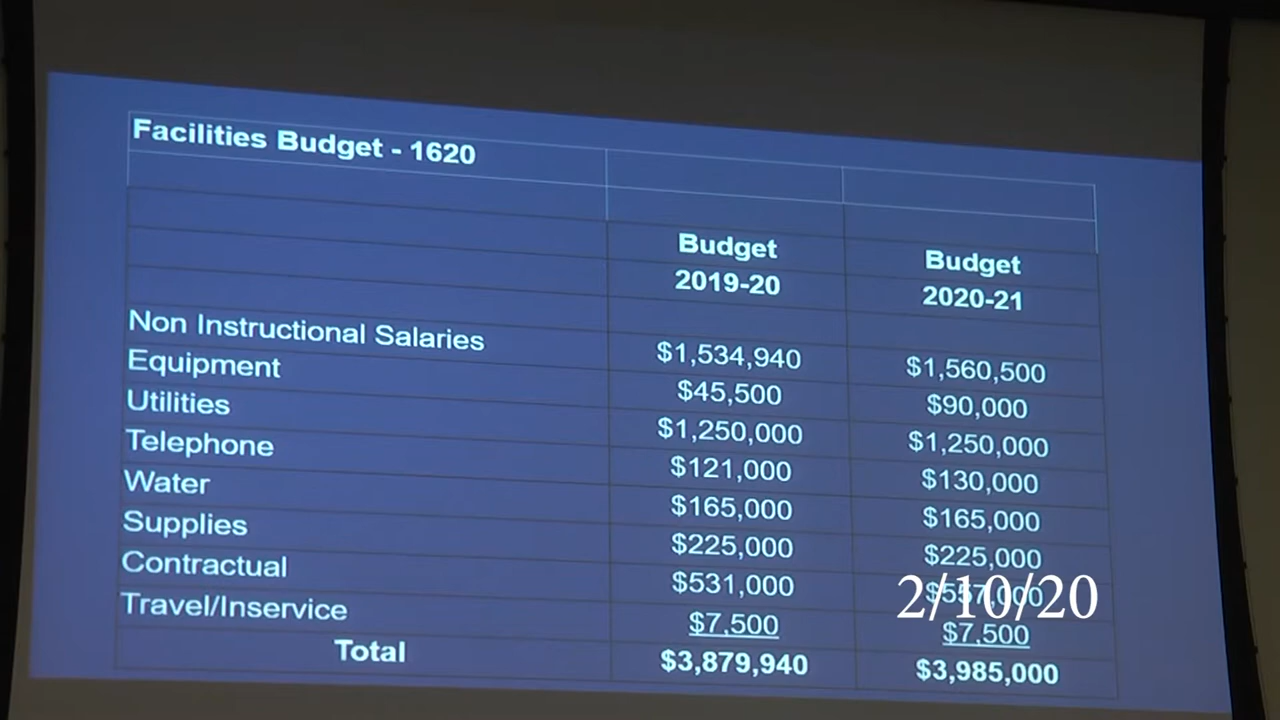 Facilities Budget - 1620
Budget Budget
2019-20 2020-21
Non Instructional Salaries $1,534,940 $1,560,500
Equipment $45,500 $90,000
Utilities $1,250,000 $1,250,000
Telephone $121,000 $130,000
Water $165,000 $165,000
Supplies $225,000 $225,000
Contractual $531,000 $557,000
Travel/Inservice $7,500 $7,500
Total $3,879,940 $3,985,000
2/10/20